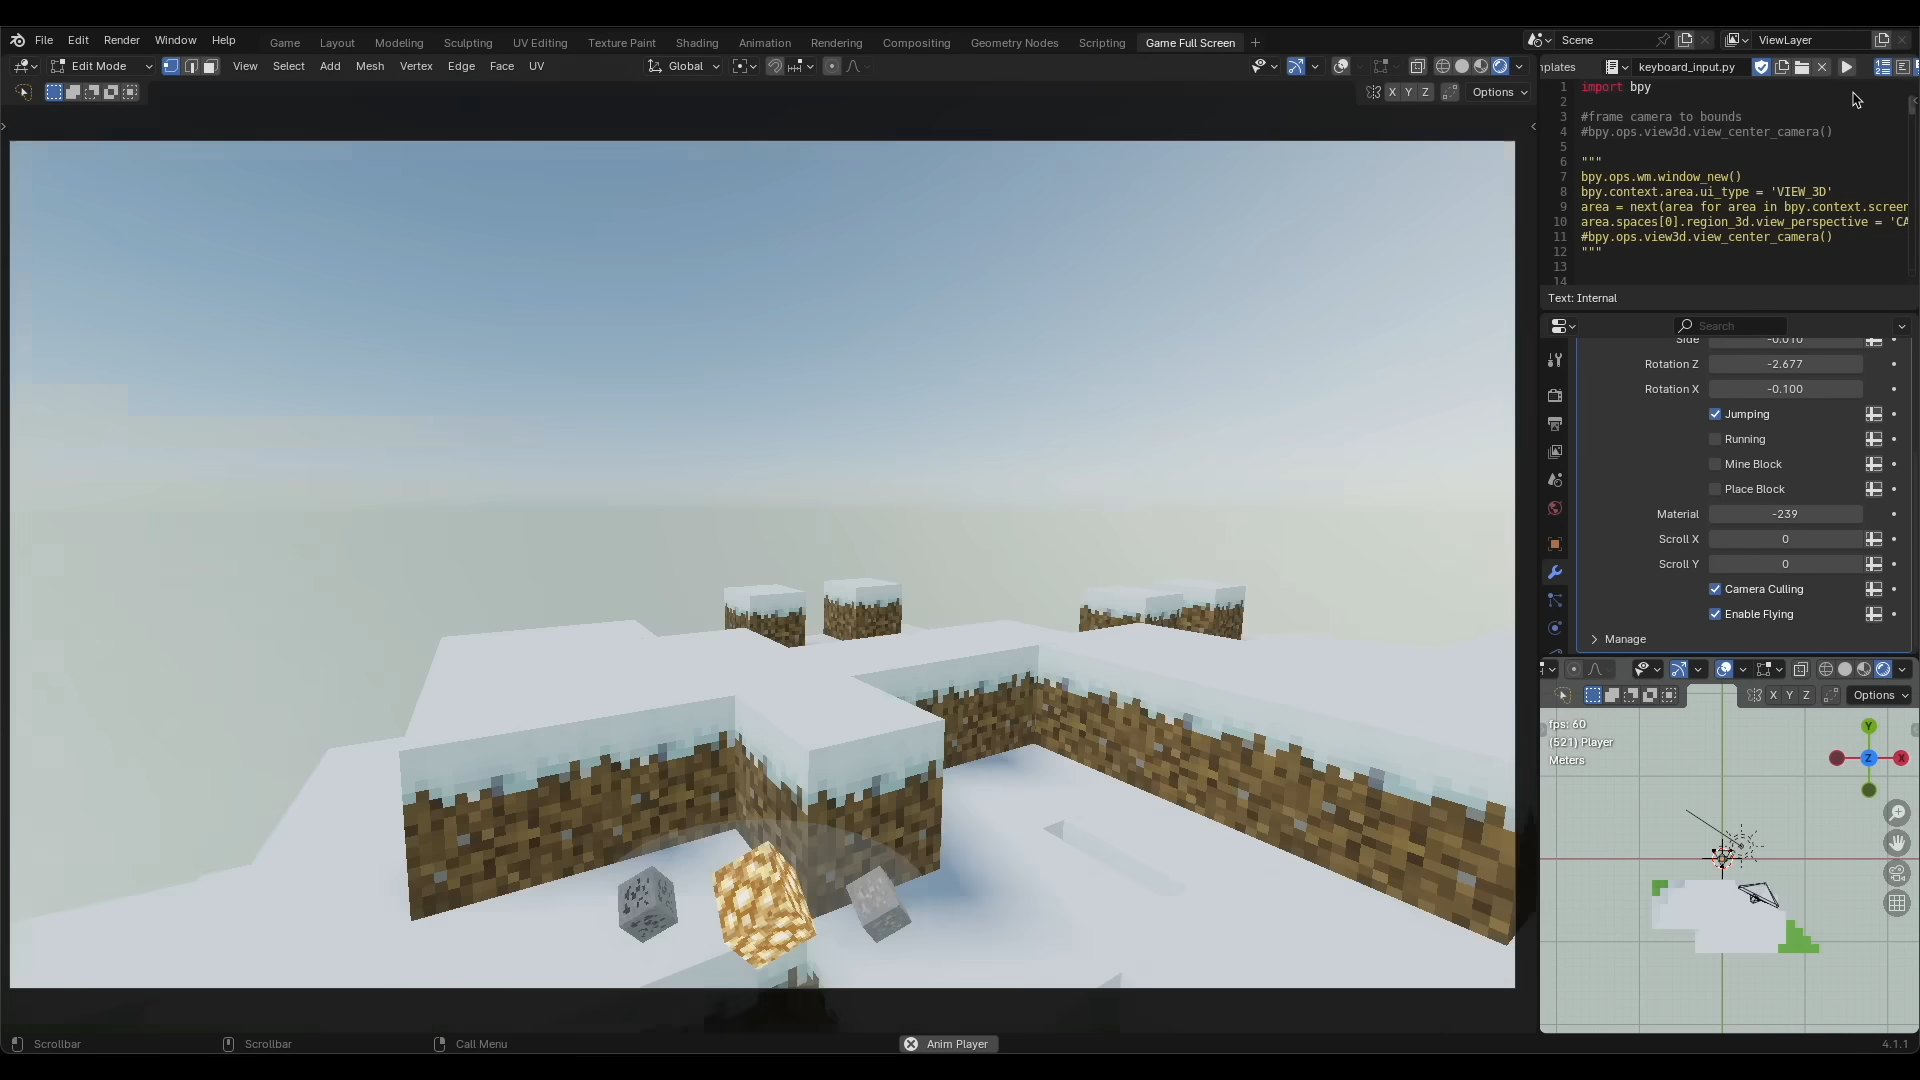 File Edit Render Window Help Game Layout Modeling Sculpting UV Editing Texture Paint Shading Animation Rendering Compositing Geometry Nodes Scripting Game Full Screen Scene ViewLayer
Edit Mode View Select Add Mesh Vertex Edge Face UV Global
mplates keyboard_input.py
X Y Z Options
1 import bpy
2
3 #frame camera to bounds
4 #bpy.ops.view3d.view_center_camera()
5
6 """
7 bpy.ops.wm.window_new()
8 bpy.context.area.ui_type = 'VIEW_3D'
9 area = next(area for area in bpy.context.screen
10 area.spaces[0].region_3d.view_perspective = 'CA
11 #bpy.ops.view3d.view_center_camera()
12 """
13
14
Text: Internal
Search
Side -0.010
Rotation Z -2.677
Rotation X -0.100
Jumping
Running
Mine Block
Place Block
Material -239
Scroll X 0
Scroll Y 0
Camera Culling
Enable Flying
Manage
X Y Z Options
fps: 60
(521) Player
Meters
Y
Z X
Scrollbar Scrollbar Call Menu Anim Player 4.1.1